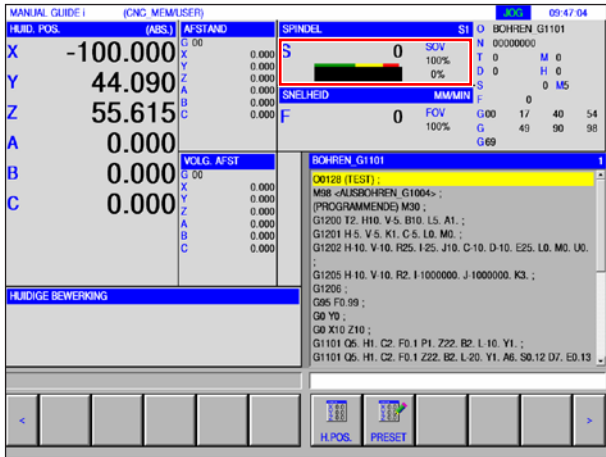 MANUAL GUIDE i (CNC_MEM/USER) JOG 09:47:04
HUID. POS. (ABS.)
X -100.000
Y 44.090
Z 55.615
A 0.000
B 0.000
C 0.000
AFSTAND
G 00
X 0.000
Y 0.000
Z 0.000
A 0.000
B 0.000
C 0.000
VOLG. AFST
G 00
X 0.000
Y 0.000
Z 0.000
A 0.000
B 0.000
C 0.000
SPINDEL S1
S 0 SOV
100%
0%
SNELHEID MM/MIN
F 0 FOV
100%
O BOHREN_G1101
N 00000000
T 0 M 0
D 0 H 0
S 0 M5
F 0
G00 17 40 54
G 49 90 98
G69
HUIDIGE BEWERKING
BOHREN_G1101 1
O0128 (TEST) ;
M98 <AUSBOHREN_G1004> ;
(PROGRAMMENDE) M30 ;
G1200 T2. H10. V-5. B10. L5. A1. ;
G1201 H-5. V-5. K1. C-5. L0. M0. ;
G1202 H-10. V-10. R25. I-25. J10. C-10. D-10. E25. L0. M0. U0.
;
G1205 H-10. V-10. R2. I-1000000. J-1000000. K3. ;
G1206 ;
G95 F0.99 ;
G0 Y0 ;
G0 X10 Z10 ;
G1101 Q5. H1. C2. F0.1 P1. Z22. B2. L-10. Y1. ;
G1101 Q5. H1. C2. F0.1 Z22. B2. L-20. Y1. A6. S0.12 D7. E0.13
< H.POS. PRESET >